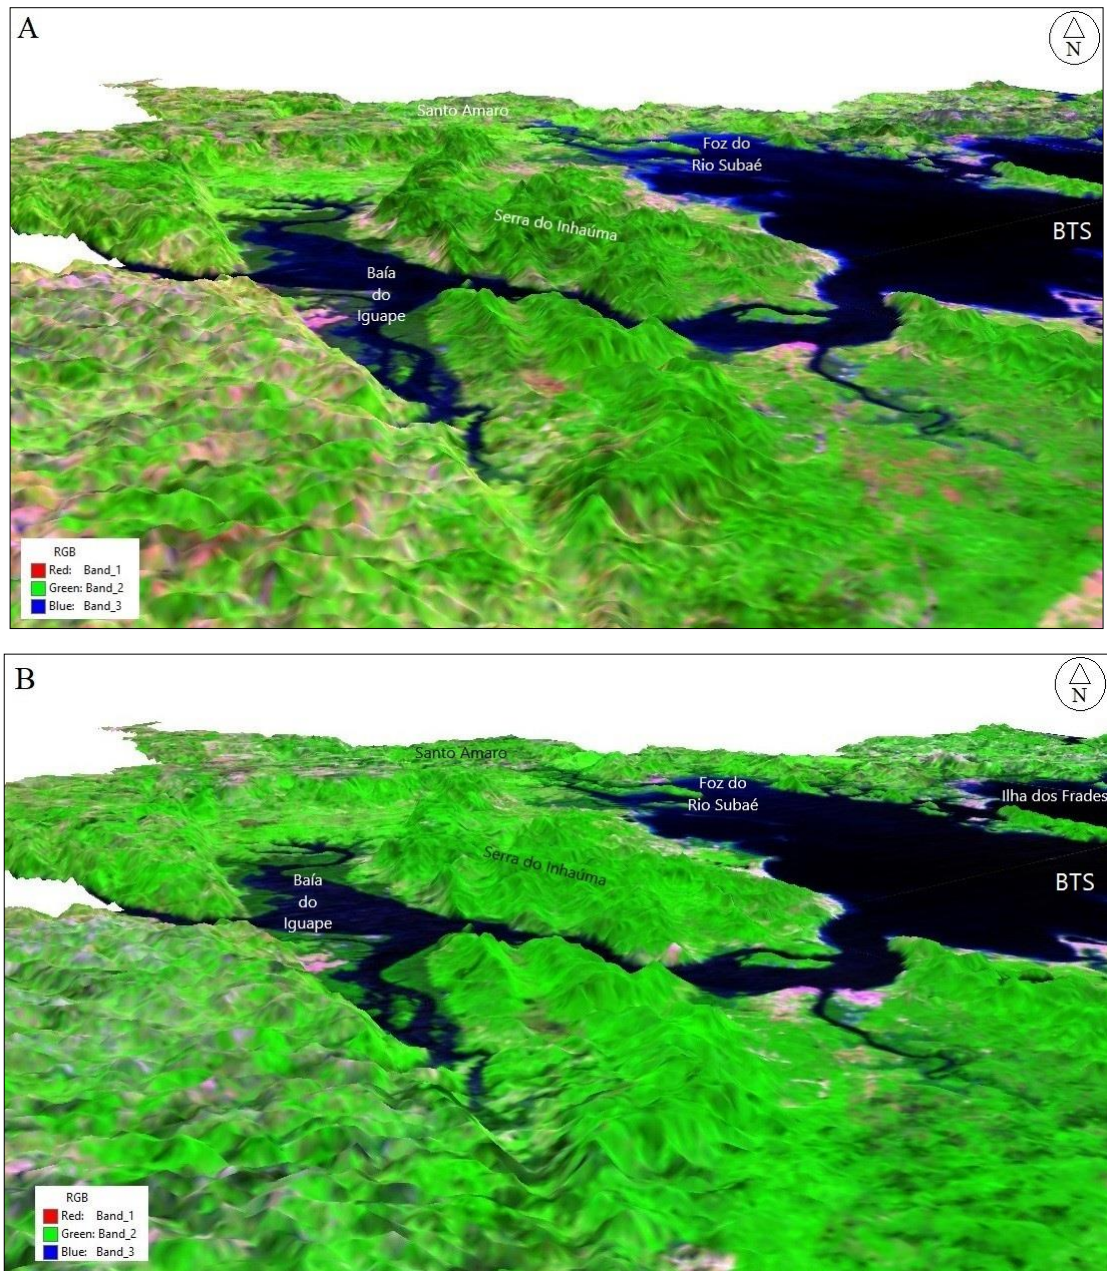 A
N
Santo Amaro
Foz do
Rio Subaé
Serra do Inhaúma
BTS
Baía
do
Iguape
RGB
Red: Band_1
Green: Band_2
Blue: Band_3
B
N
Santo Amaro
Foz do
Rio Subaé
Ilha dos Frades
Serra do Inhaúma
Baía
do
Iguape
BTS
RGB
Red: Band_1
Green: Band_2
Blue: Band_3